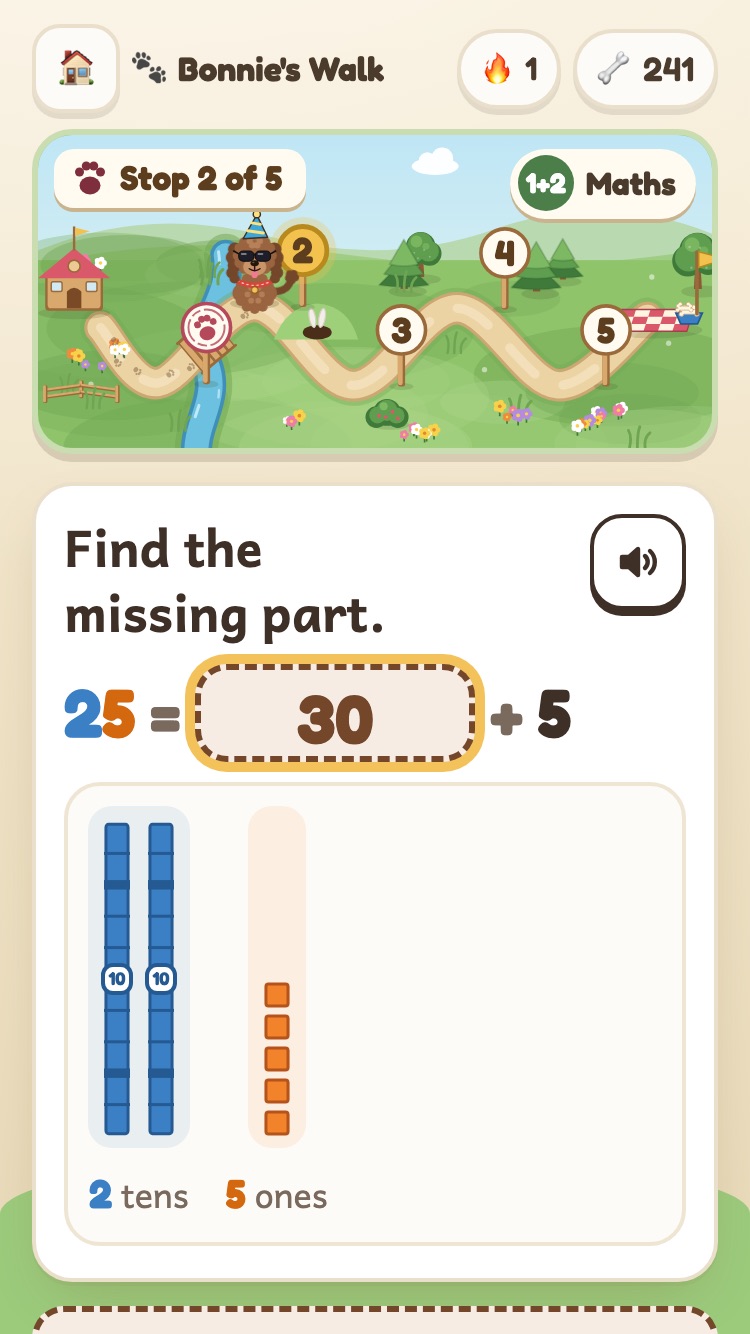 Bonnie's Walk
1
241
Stop 2 of 5
1+2 Maths
2
4
3
5
Find the
missing part.
25 = 30 + 5
10 10
2 tens 5 ones